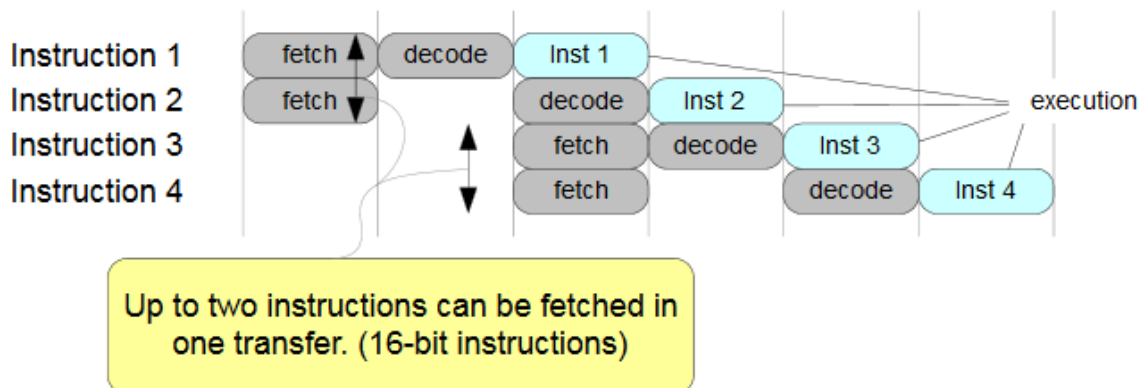 Instruction 1 fetch decode Inst 1
Instruction 2 fetch decode Inst 2 execution
Instruction 3 fetch decode Inst 3
Instruction 4 fetch decode Inst 4
Up to two instructions can be fetched in
one transfer. (16-bit instructions)